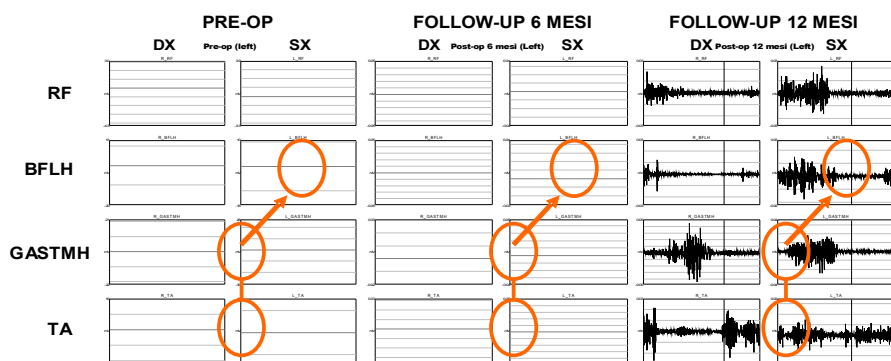 PRE-OP FOLLOW-UP 6 MESI FOLLOW-UP 12 MESI
DX Pre-op (left) SX DX Post-op 6 mesi (Left) SX DX Post-op 12 mesi (Left) SX
R_RF L_RF R_RF L_RF R_RF L_RF
RF
R_BFLH L_BFLH R_BFLH L_BFLH R_BFLH L_BFLH
BFLH
R_GASTMH L_GASTMH R_GASTMH L_GASTMH R_GASTMH L_GASTMH
GASTMH
R_TA L_TA R_TA L_TA R_TA L_TA
TA